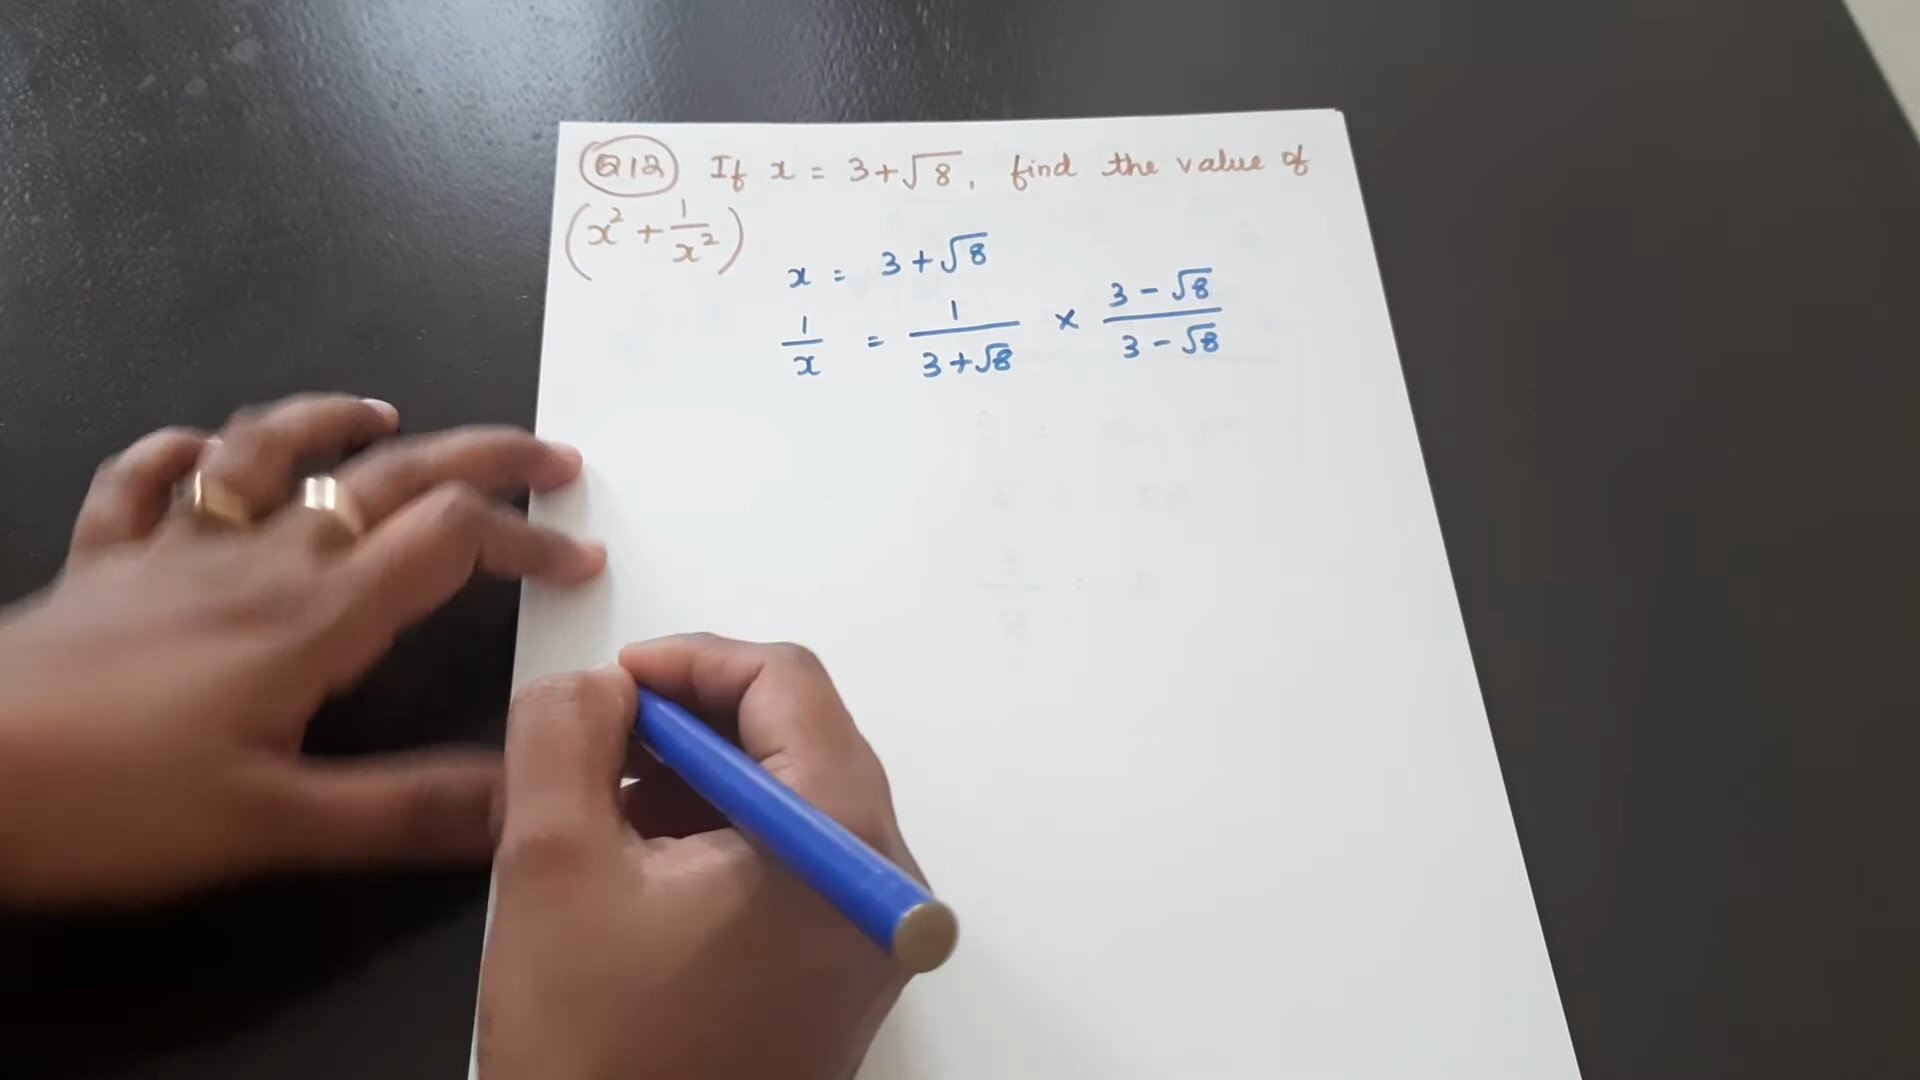 Q12 If x = 3+√8, find the value of
(x² + 1/x²)
x = 3+√8
1/x = 1/(3+√8) × (3-√8)/(3-√8)